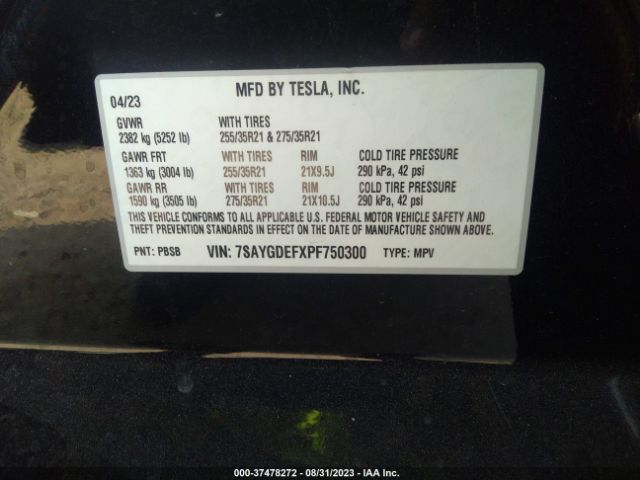 MFD BY TESLA, INC.
04/23
GVWR WITH TIRES
2382 kg (5252 lb) 255/35R21 & 275/35R21
GAWR FRT WITH TIRES RIM COLD TIRE PRESSURE
1363 kg (3004 lb) 255/35R21 21X9.5J 290 kPa, 42 psi
GAWR RR WITH TIRES RIM COLD TIRE PRESSURE
1590 kg (3505 lb) 275/35R21 21X10.5J 290 kPa, 42 psi
THIS VEHICLE CONFORMS TO ALL APPLICABLE U.S. FEDERAL MOTOR VEHICLE SAFETY AND
THEFT PREVENTION STANDARDS IN EFFECT ON THE DATE OF MANUFACTURE SHOWN ABOVE.
PNT: PBSB VIN: 7SAYGDEFXPF750300 TYPE: MPV
000-37478272 - 08/31/2023 - IAA Inc.